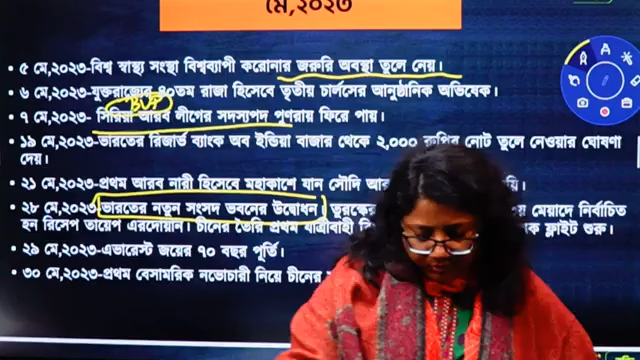 মে,২০২৩
• ৫ মে,২০২৩-বিশ্ব স্বাস্থ্য সংস্থা বিশ্বব্যাপী করোনার জরুরি অবস্থা তুলে নেয়।
• ৬ মে,২০২৩-যুক্তরাজ্যের ৪০তম রাজা হিসেবে তৃতীয় চার্লসের আনুষ্ঠানিক অভিষেক।
• ৭ মে,২০২৩- সিরিয়া আরব লীগের সদস্যপদ পুণরায় ফিরে পায়।
• ১৯ মে,২০২৩-ভারতের রিজার্ভ ব্যাংক অব ইন্ডিয়া বাজার থেকে ২,০০০ রুপির নোট তুলে নেওয়ার ঘোষণা
দেয়।
• ২১ মে,২০২৩-প্রথম আরব নারী হিসেবে মহাকাশে যান সৌদি
• ২৮ মে,২০২৩-ভারতের নতুন সংসদ ভবনের উদ্বোধন মেয়াদে নির্বাচিত
হন রিসেপ তায়েপ এরদোয়ান। চীনের তৈরি প্রথম যাত্রীবাহী ফ্লাইট শুরু।
• ২৯ মে,২০২৩-এভারেস্ট জয়ের ৭০ বছর পূর্তি।
• ৩০ মে,২০২৩-প্রথম বেসামরিক নভোচারী নিয়ে চীনের